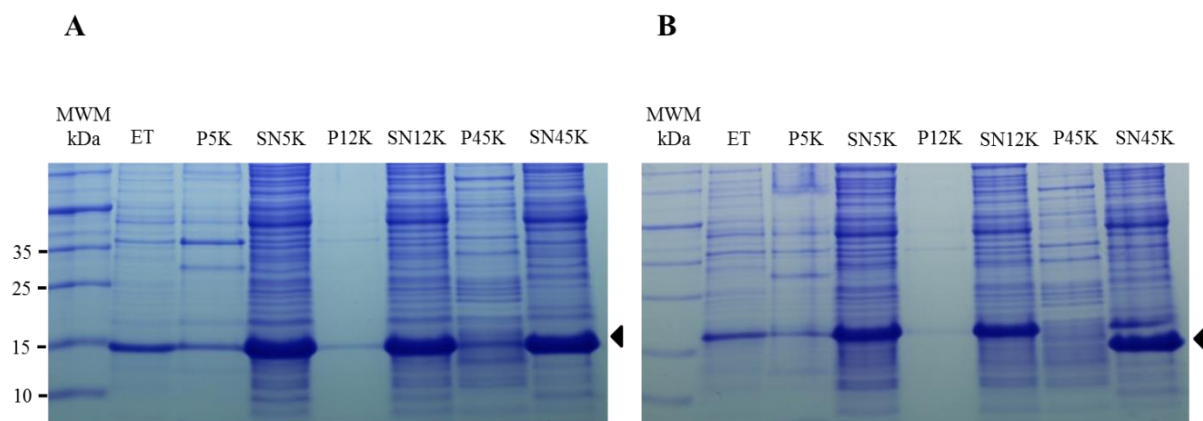 A
B
MWM
kDa
ET
P5K
SN5K
P12K
SN12K
P45K
SN45K
35
25
15
10
MWM
kDa
ET
P5K
SN5K
P12K
SN12K
P45K
SN45K